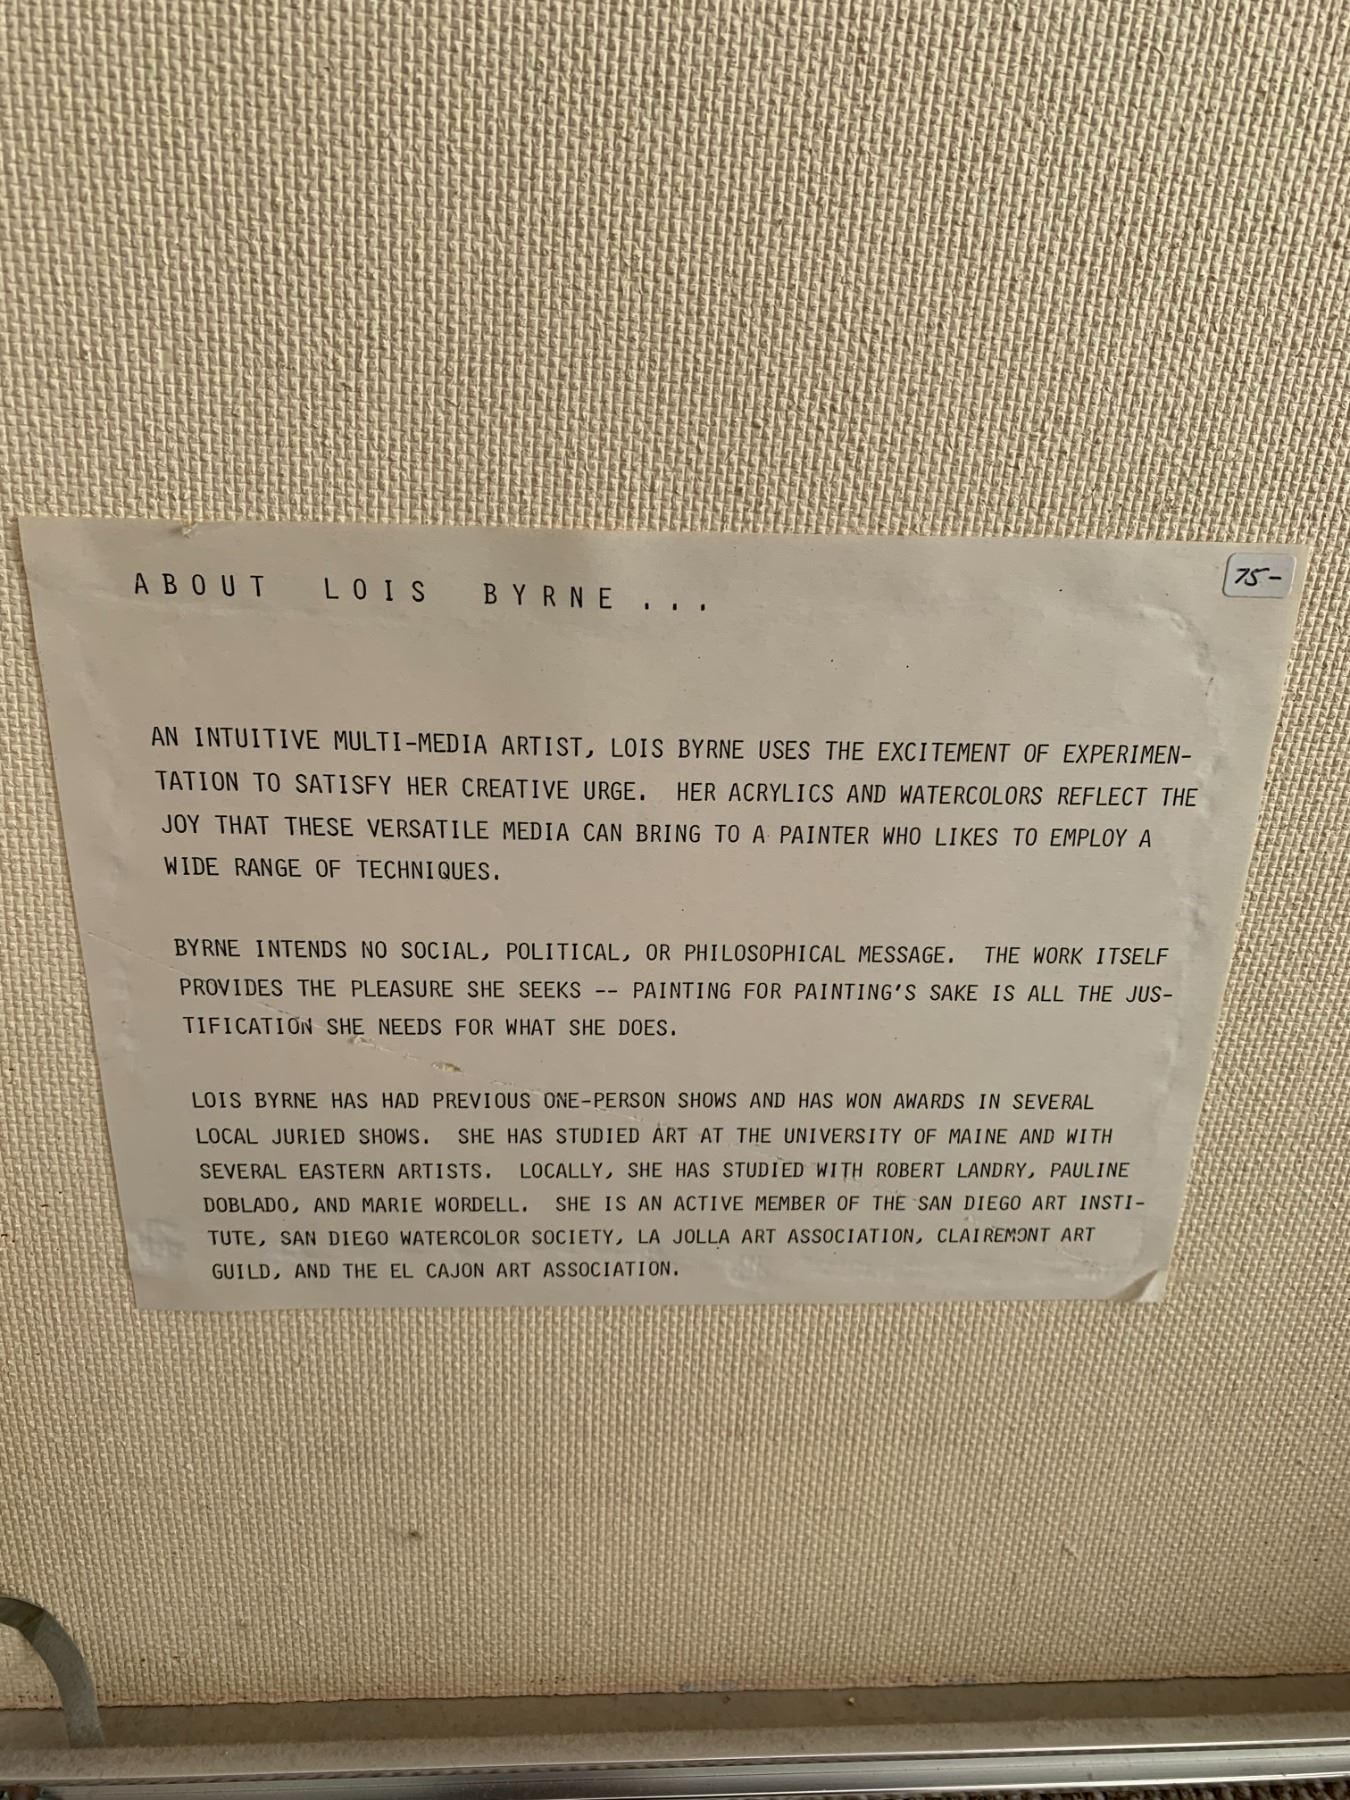 ABOUT LOIS BYRNE ...
75-
AN INTUITIVE MULTI-MEDIA ARTIST, LOIS BYRNE USES THE EXCITEMENT OF EXPERIMEN-
TATION TO SATISFY HER CREATIVE URGE. HER ACRYLICS AND WATERCOLORS REFLECT THE
JOY THAT THESE VERSATILE MEDIA CAN BRING TO A PAINTER WHO LIKES TO EMPLOY A
WIDE RANGE OF TECHNIQUES.
BYRNE INTENDS NO SOCIAL, POLITICAL, OR PHILOSOPHICAL MESSAGE. THE WORK ITSELF
PROVIDES THE PLEASURE SHE SEEKS -- PAINTING FOR PAINTING'S SAKE IS ALL THE JUS-
TIFICATION SHE NEEDS FOR WHAT SHE DOES.
LOIS BYRNE HAS HAD PREVIOUS ONE-PERSON SHOWS AND HAS WON AWARDS IN SEVERAL
LOCAL JURIED SHOWS. SHE HAS STUDIED ART AT THE UNIVERSITY OF MAINE AND WITH
SEVERAL EASTERN ARTISTS. LOCALLY, SHE HAS STUDIED WITH ROBERT LANDRY, PAULINE
DOBLADO, AND MARIE WORDELL. SHE IS AN ACTIVE MEMBER OF THE SAN DIEGO ART INSTI-
TUTE, SAN DIEGO WATERCOLOR SOCIETY, LA JOLLA ART ASSOCIATION, CLAIREMONT ART
GUILD, AND THE EL CAJON ART ASSOCIATION.